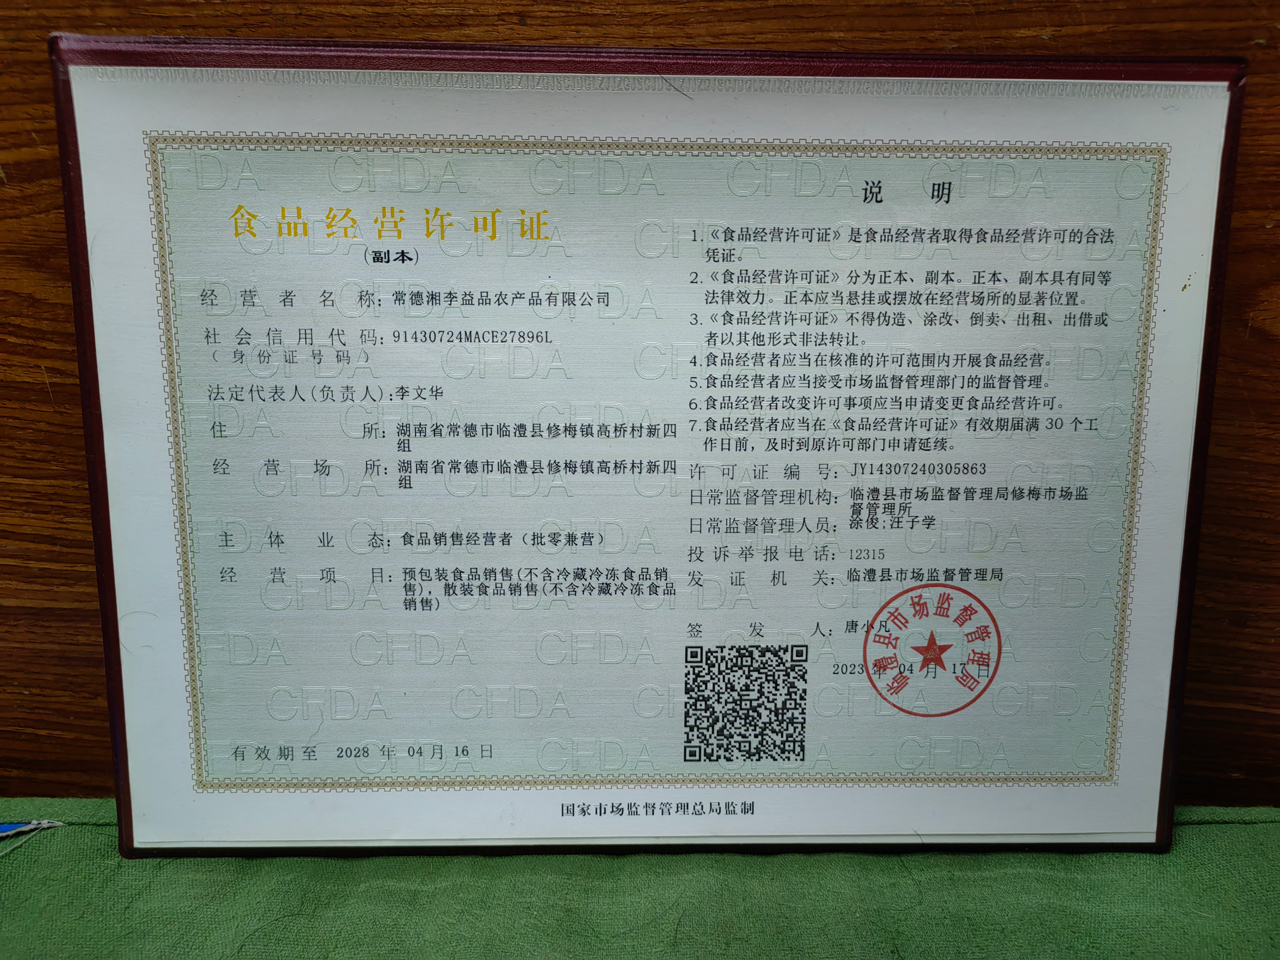 食品经营许可证
(副本)
经营者名称：常德湘李益品农产品有限公司
社会信用代码：91430724MACE27896L
（身份证号码）
法定代表人(负责人)：李文华
住所：湖南省常德市临澧县修梅镇高桥村新四
组
经营场所：湖南省常德市临澧县修梅镇高桥村新四
组
主体业态：食品销售经营者（批零兼营）
经营项目：预包装食品销售(不含冷藏冷冻食品销
售)，散装食品销售(不含冷藏冷冻食品
销售)
有效期至 2028 年 04 月 16 日
说明
1.《食品经营许可证》是食品经营者取得食品经营许可的合法
凭证。
2.《食品经营许可证》分为正本、副本。正本、副本具有同等
法律效力。正本应当悬挂或摆放在经营场所的显著位置。
3.《食品经营许可证》不得伪造、涂改、倒卖、出租、出借或
者以其他形式非法转让。
4.食品经营者应当在核准的许可范围内开展食品经营。
5.食品经营者应当接受市场监督管理部门的监督管理。
6.食品经营者改变许可事项应当申请变更食品经营许可。
7.食品经营者应当在《食品经营许可证》有效期届满 30 个工
作日前，及时到原许可部门申请延续。
许可证编号：JY14307240305863
日常监督管理机构：临澧县市场监督管理局修梅市场监
督管理所
日常监督管理人员：涂俊;汪子学
投诉举报电话：12315
发证机关：临澧县市场监督管理局
签发人：唐小凡
2023 年 04 月 17 日
临澧县市场监督管理局
国家市场监督管理总局监制
CFDA